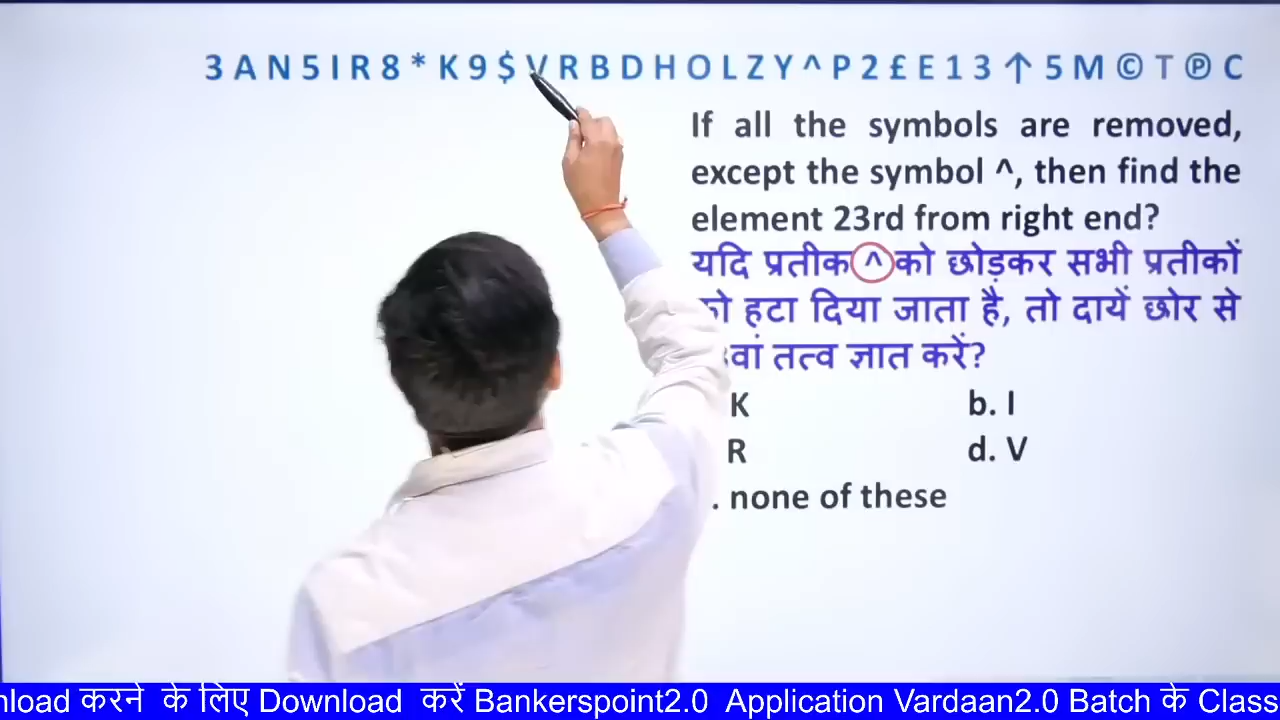 3 A N 5 I R 8 * K 9 $ V R B D H O L Z Y ^ P 2 £ E 1 3 ↑ 5 M © T ℗ C
If all the symbols are removed,
except the symbol ^, then find the
element 23rd from right end?
यदि प्रतीक ^ को छोड़कर सभी प्रतीकों
हटा दिया जाता है, तो दायें छोर से
वां तत्व ज्ञात करें?
K b. I
R d. V
. none of these
करने के लिए Download करें Bankerspoint2.0 Application Vardaan2.0 Batch के Class